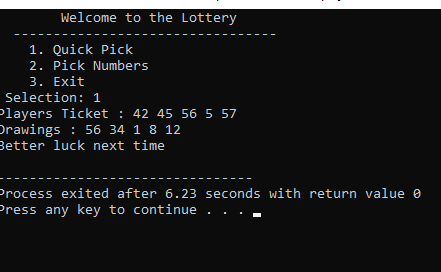 Welcome to the Lottery
---------------------------------
1. Quick Pick
2. Pick Numbers
3. Exit
Selection: 1
Players Ticket : 42 45 56 5 57
Drawings : 56 34 1 8 12
Better luck next time
--------------------------------
Process exited after 6.23 seconds with return value 0
Press any key to continue . . .